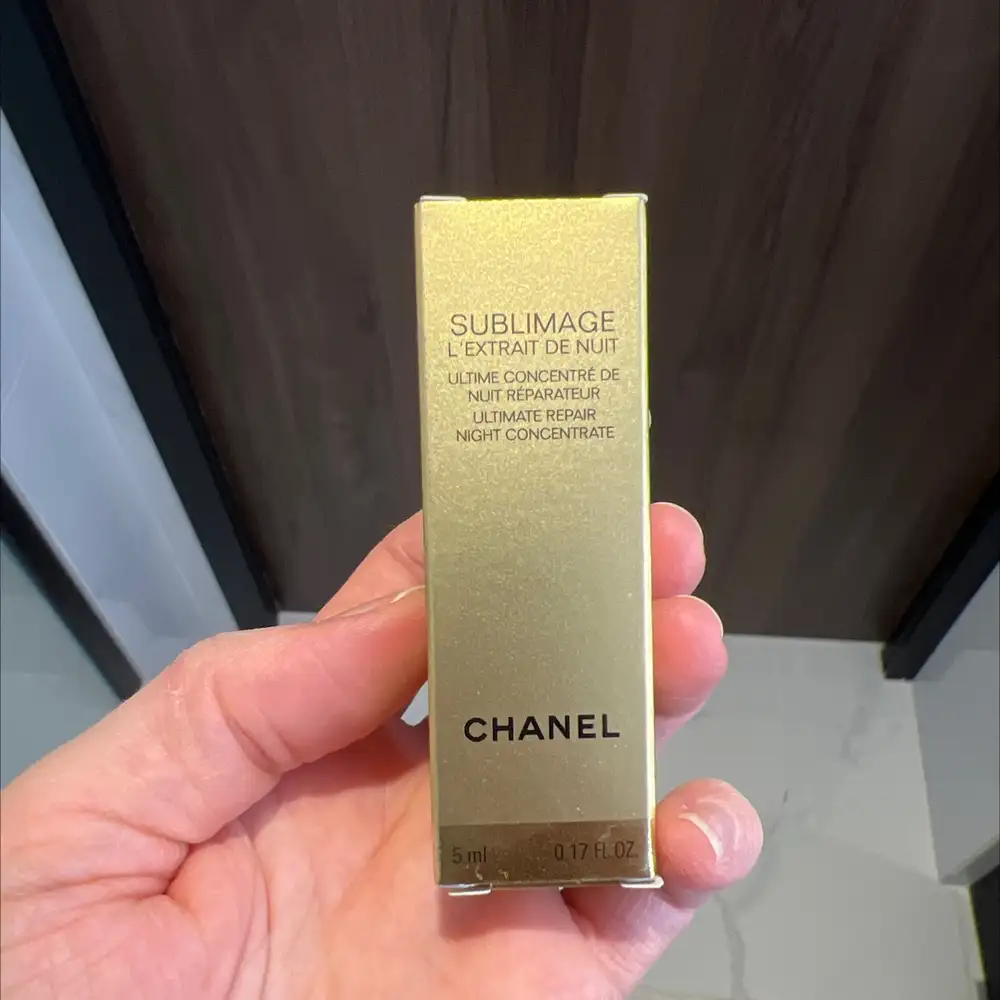 SUBLIMAGE
L'EXTRAIT DE NUIT
ULTIME CONCENTRÉ DE
NUIT RÉPARATEUR
ULTIMATE REPAIR
NIGHT CONCENTRATE
CHANEL
5 ml 0.17 FL.OZ.